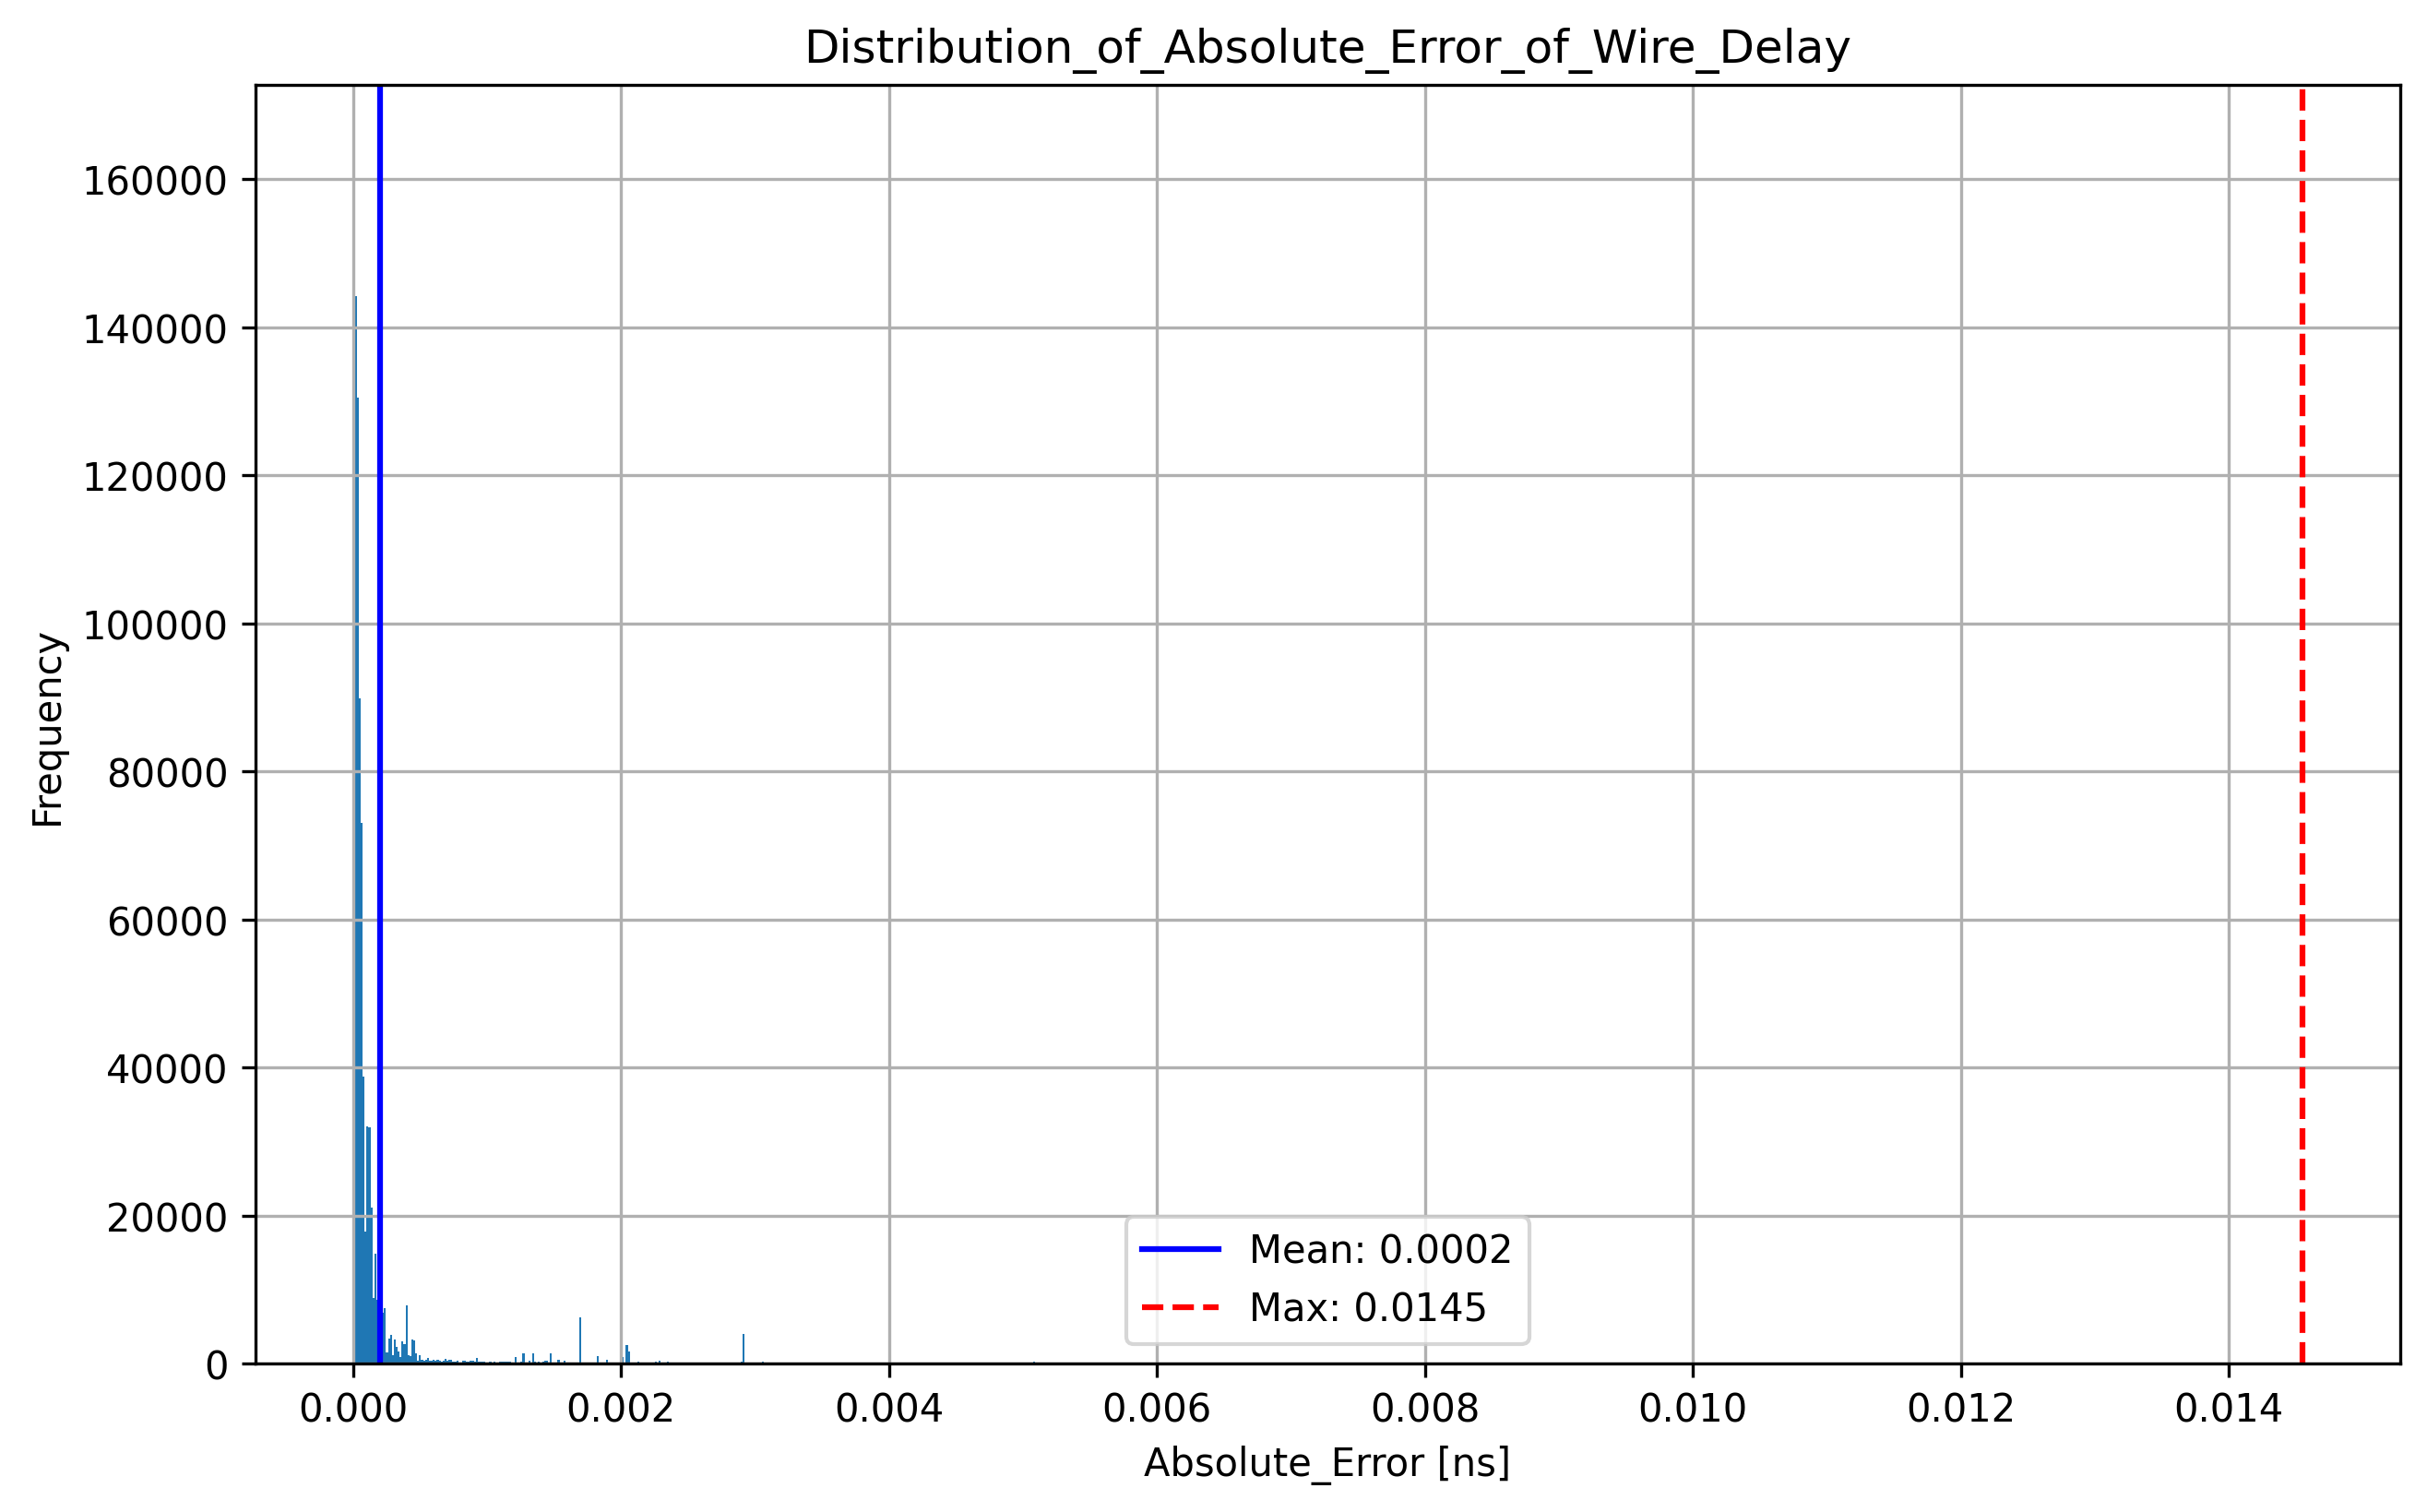 Distribution_of_Absolute_Error_of_Wire_Delay
Frequency
160000
140000
120000
100000
80000
60000
40000
20000
0
Mean: 0.0002
Max: 0.0145
0.000 0.002 0.004 0.006 0.008 0.010 0.012 0.014
Absolute_Error [ns]